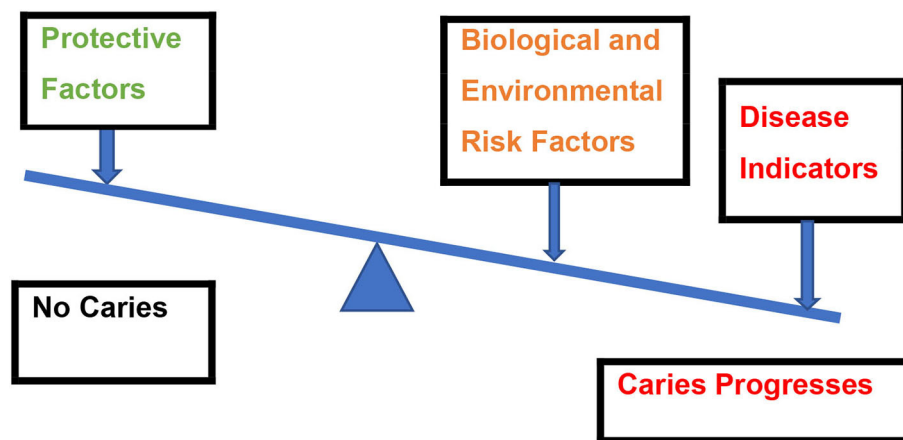 Protective
Factors
Biological and
Environmental
Risk Factors
Disease
Indicators
No Caries
Caries Progresses